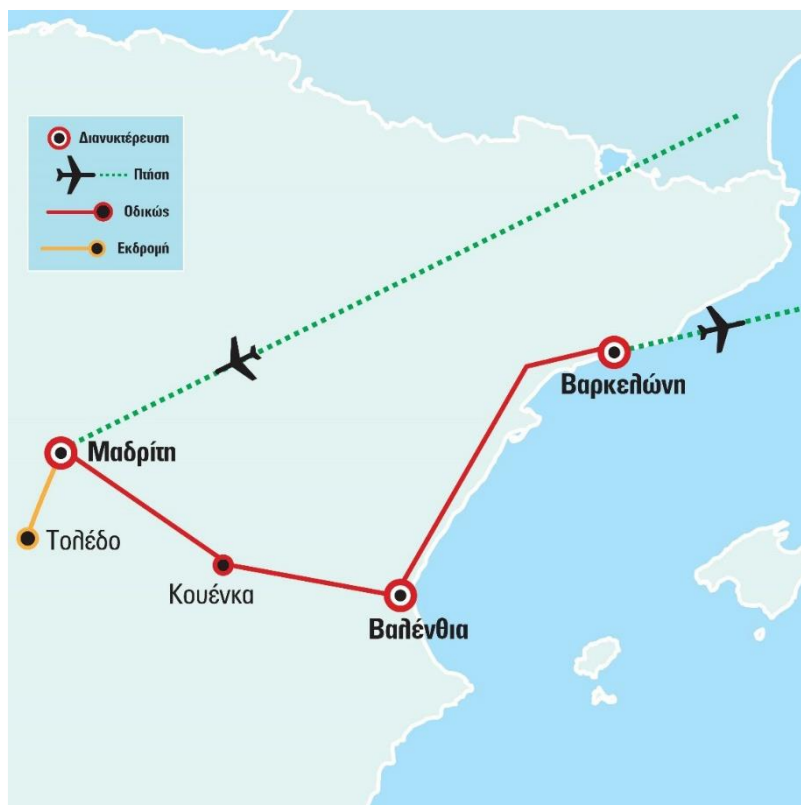 Διανυκτέρευση
Πτήση
Οδικώς
Εκδρομή
Βαρκελώνη
Μαδρίτη
Τολέδο
Κουένκα
Βαλένθια